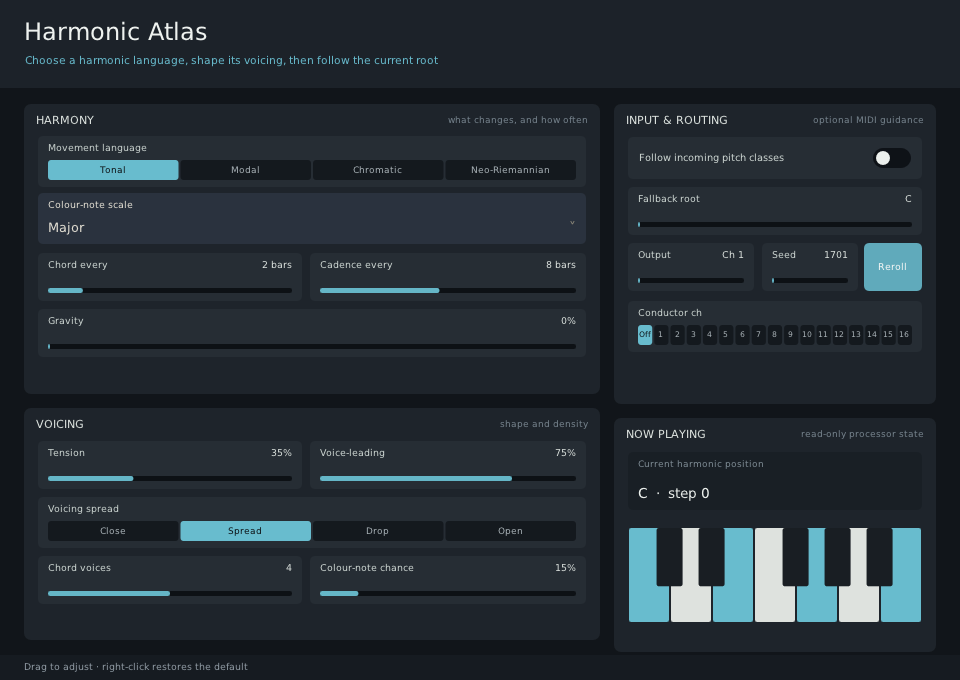 Harmonic Atlas
Choose a harmonic language, shape its voicing, then follow the current root
HARMONY
what changes, and how often
Movement language
Tonal
Modal
Chromatic
Neo-Riemannian
Colour-note scale
Major
Chord every
2 bars
Cadence every
8 bars
Gravity
0%
VOICING
shape and density
Tension
35%
Voice-leading
75%
Voicing spread
Close
Spread
Drop
Open
Chord voices
4
Colour-note chance
15%
INPUT & ROUTING
optional MIDI guidance
Follow incoming pitch classes
Fallback root
C
Output
Ch 1
Seed
1701
Reroll
Conductor ch
Off 1 2 3 4 5 6 7 8 9 10 11 12 13 14 15 16
NOW PLAYING
read-only processor state
Current harmonic position
C · step 0
Drag to adjust · right-click restores the default